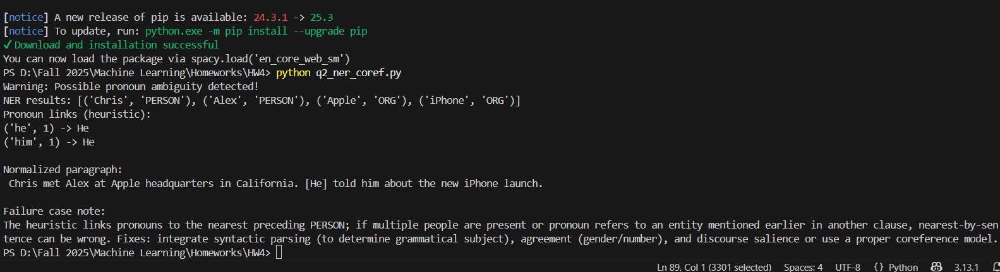 [notice] A new release of pip is available: 24.3.1 -> 25.3
[notice] To update, run: python.exe -m pip install --upgrade pip
✔ Download and installation successful
You can now load the package via spacy.load('en_core_web_sm')
PS D:\Fall 2025\Machine Learning\Homeworks\HW4> python q2_ner_coref.py
Warning: Possible pronoun ambiguity detected!
NER results: [('Chris', 'PERSON'), ('Alex', 'PERSON'), ('Apple', 'ORG'), ('iPhone', 'ORG')]
Pronoun links (heuristic):
('he', 1) -> He
('him', 1) -> He
Normalized paragraph:
Chris met Alex at Apple headquarters in California. [He] told him about the new iPhone launch.
Failure case note:
The heuristic links pronouns to the nearest preceding PERSON; if multiple people are present or pronoun refers to an entity mentioned earlier in another clause, nearest-by-sen
tence can be wrong. Fixes: integrate syntactic parsing (to determine grammatical subject), agreement (gender/number), and discourse salience or use a proper coreference model.
PS D:\Fall 2025\Machine Learning\Homeworks\HW4>
Ln 89, Col 1 (3301 selected) Spaces: 4 UTF-8 {} Python 3.13.1